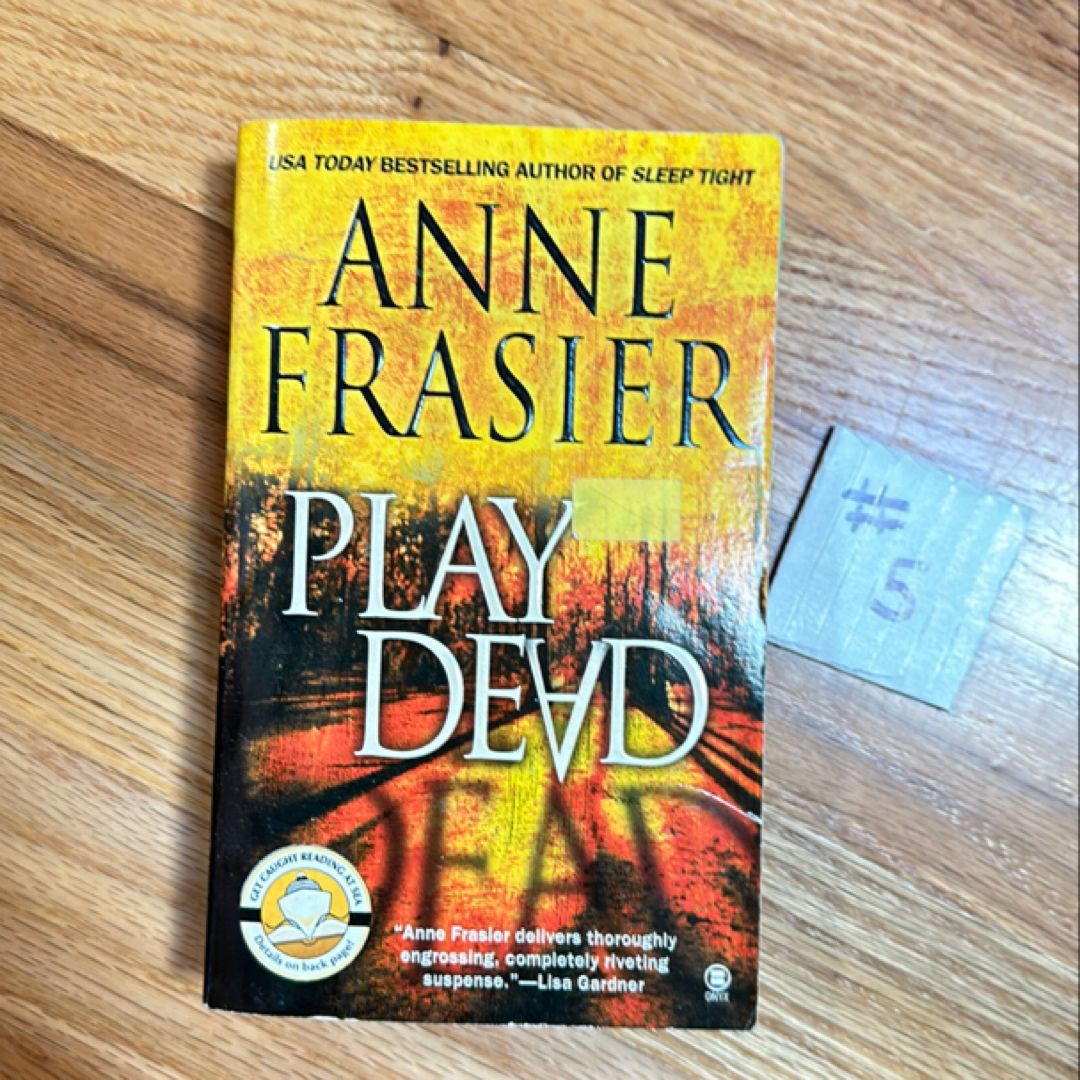 USA TODAY BESTSELLING AUTHOR OF SLEEP TIGHT
ANNE
FRASIER
PLAY
DEAD
DEAD
GET CAUGHT READING AT SEA
Details on back page!
"Anne Frasier delivers thoroughly
engrossing, completely riveting
suspense."—Lisa Gardner
ONYX
#
5